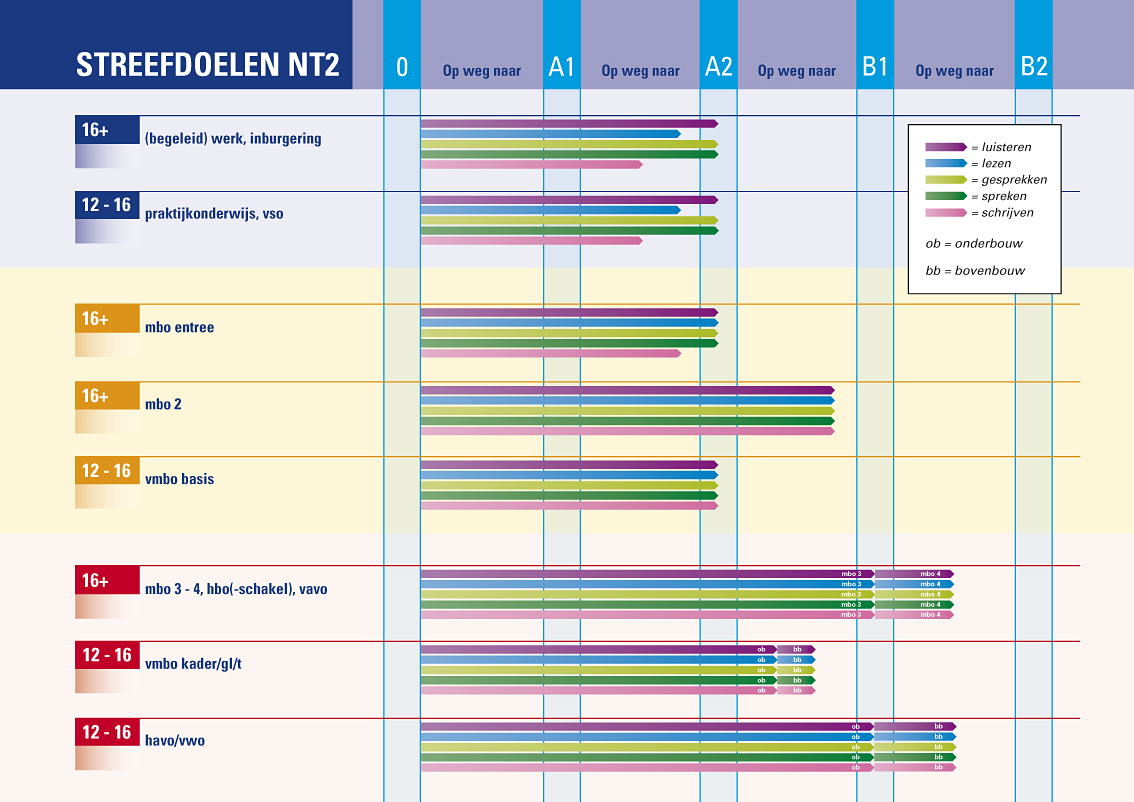 STREEFDOELEN NT2
0 Op weg naar A1 Op weg naar A2 Op weg naar B1 Op weg naar B2
16+
(begeleid) werk, inburgering
= luisteren
= lezen
= gesprekken
= spreken
= schrijven
ob = onderbouw
bb = bovenbouw
12 - 16
praktijkonderwijs, vso
16+
mbo entree
16+
mbo 2
12 - 16
vmbo basis
16+
mbo 3 - 4, hbo(-schakel), vavo
mbo 3 mbo 4
mbo 3 mbo 4
mbo 3 mbo 4
mbo 3 mbo 4
mbo 3 mbo 4
12 - 16
vmbo kader/gl/t
ob bb
ob bb
ob bb
ob bb
ob bb
12 - 16
havo/vwo
ob bb
ob bb
ob bb
ob bb
ob bb